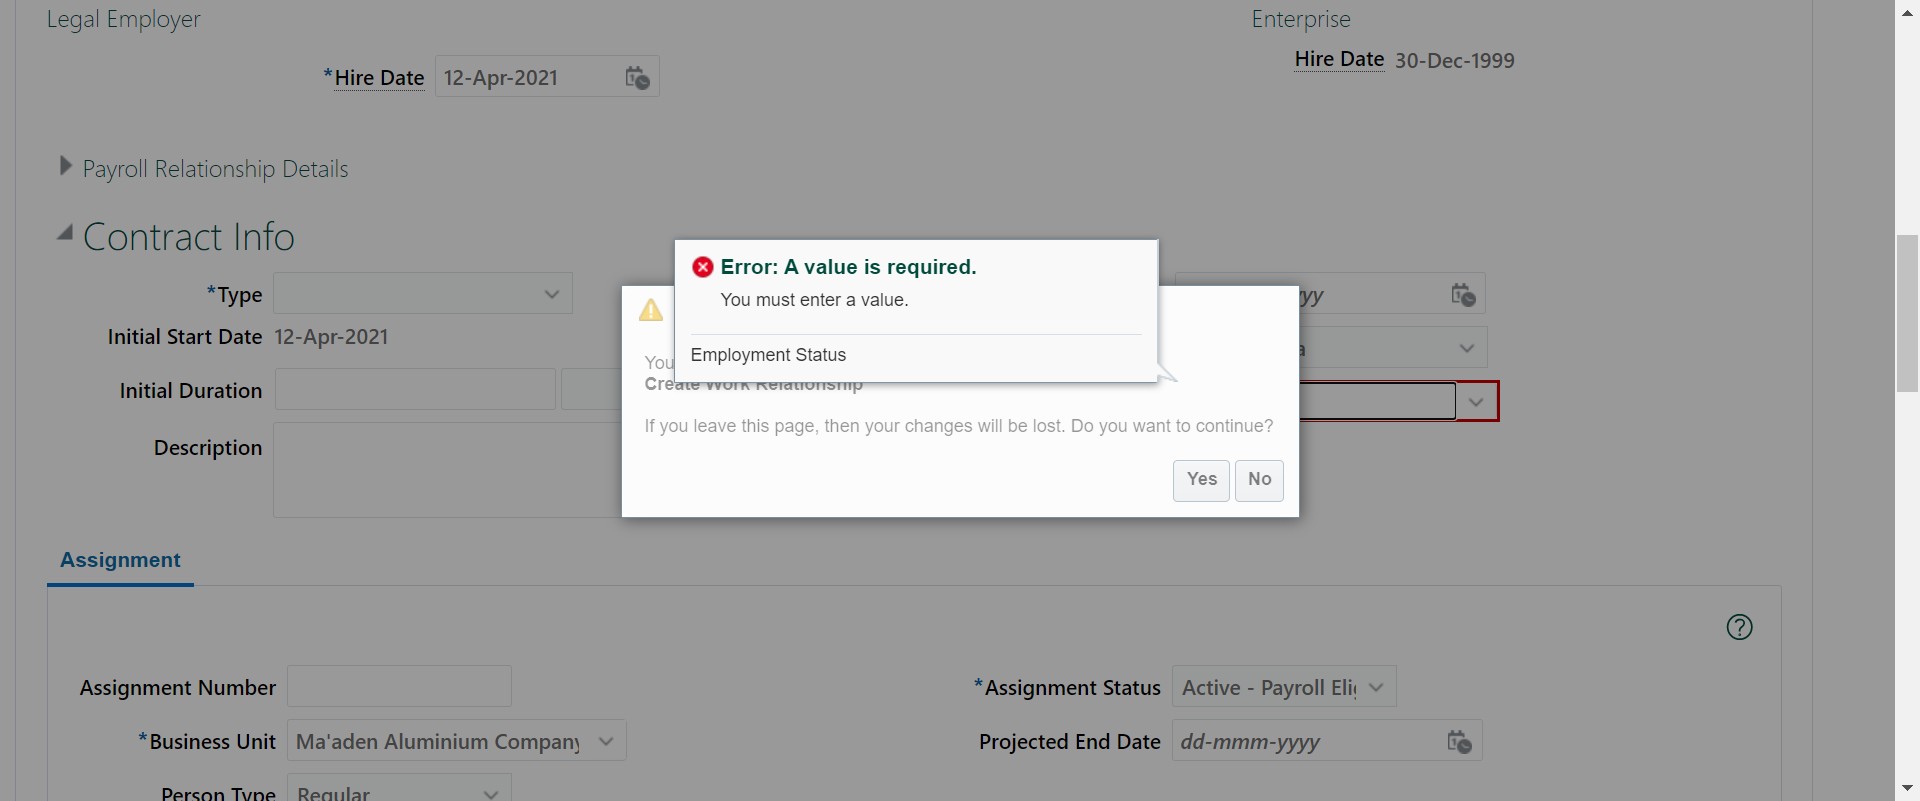 Legal Employer
Enterprise
*Hire Date 12-Apr-2021
Hire Date 30-Dec-1999
Payroll Relationship Details
Contract Info
Error: A value is required.
You must enter a value.
*Type
yy
Initial Start Date 12-Apr-2021
a
Employment Status
You
Create Work Relationship
Initial Duration
If you leave this page, then your changes will be lost. Do you want to continue?
Description
Yes No
Assignment
Assignment Number
*Assignment Status Active - Payroll Eli
*Business Unit Ma'aden Aluminium Company
Projected End Date dd-mmm-yyyy
Person Type Regular